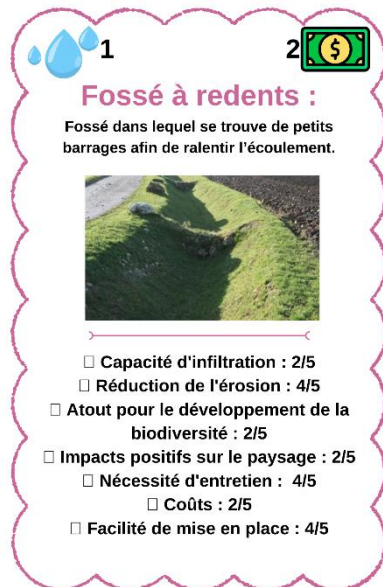 1
2
Fossé à redents :
Fossé dans lequel se trouve de petits
barrages afin de ralentir l'écoulement.
□ Capacité d'infiltration : 2/5
□ Réduction de l'érosion : 4/5
□ Atout pour le développement de la
biodiversité : 2/5
□ Impacts positifs sur le paysage : 2/5
□ Nécessité d'entretien : 4/5
□ Coûts : 2/5
□ Facilité de mise en place : 4/5